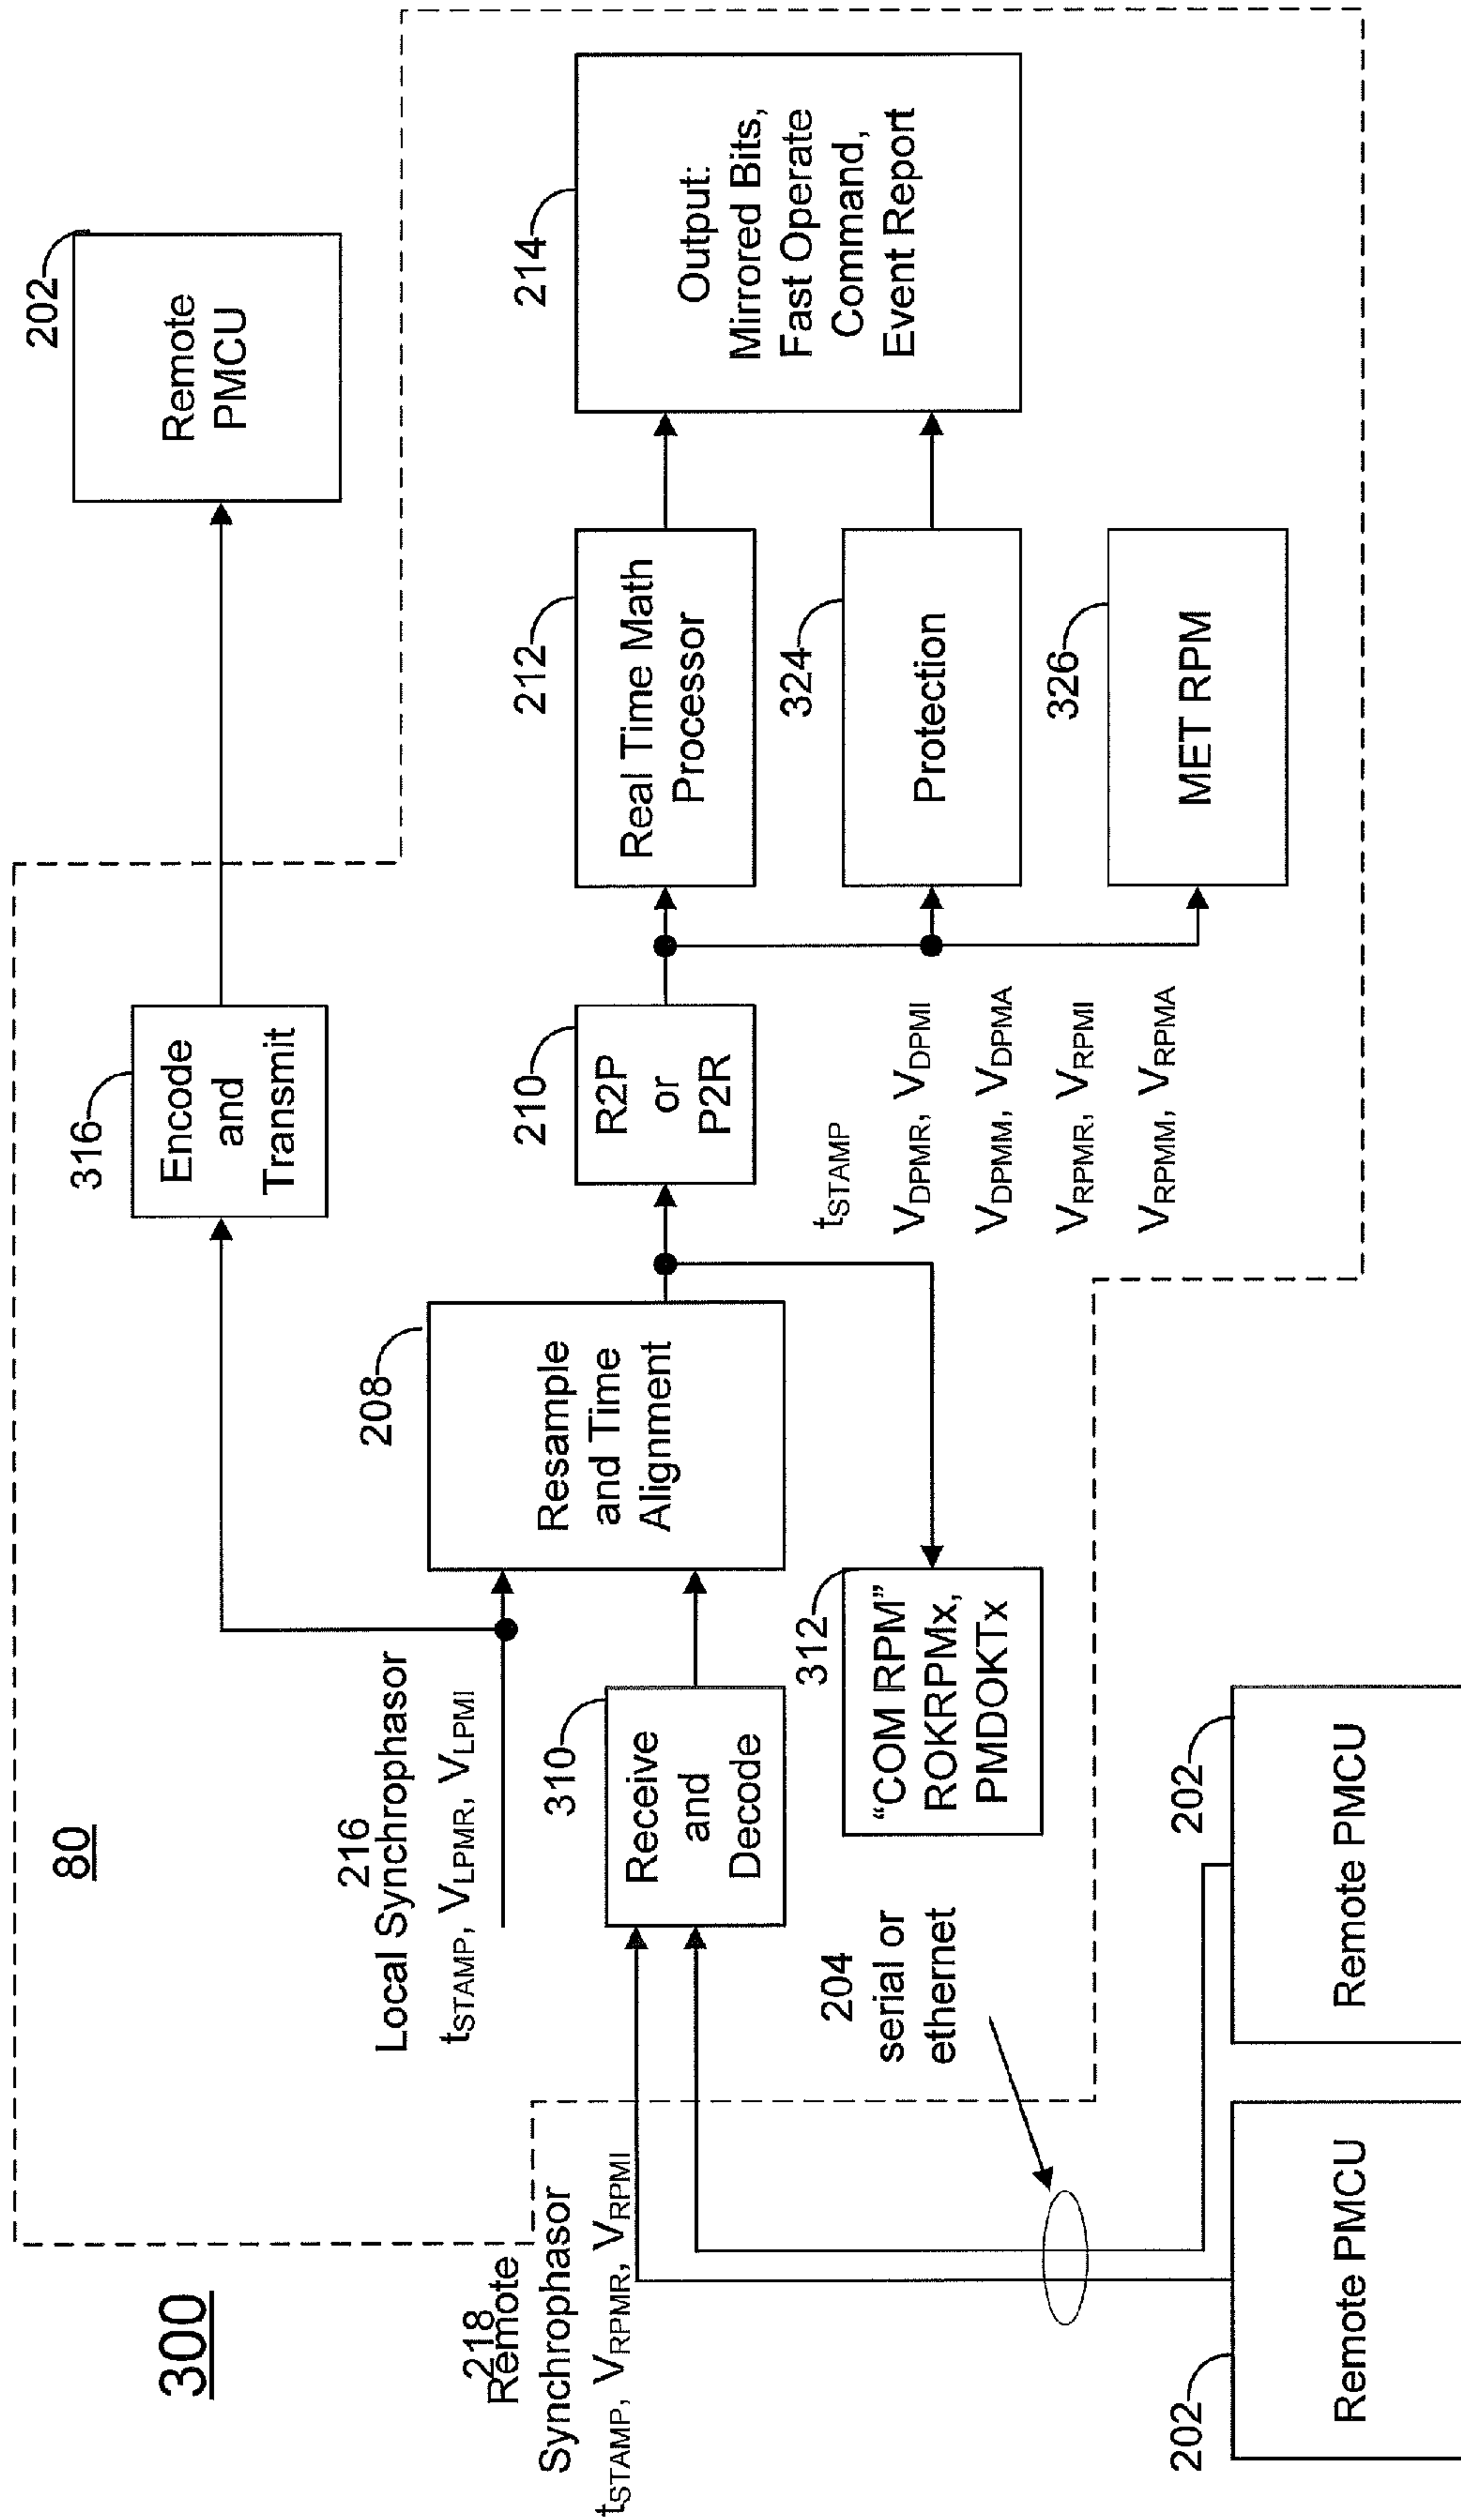 300
80
202
Remote
PMCU
316
Encode
and
Transmit
216
Local Synchrophasor
tSTAMP, VLPMR, VLPMI
218
Remote
Synchrophasor
tSTAMP, VRPMR, VRPMI
310
Receive
and
Decode
208
Resample
and Time
Alignment
210
R2P
or
P2R
212
Real Time Math
Processor
214
Output:
Mirrored Bits,
Fast Operate
Command,
Event Report
324
Protection
326
MET RPM
tSTAMP
VDPMR, VDPMI
VDPMM, VDPMA
VRPMR, VRPMI
VRPMM, VRPMA
312
“COM RPM”
ROKRPMx,
PMDOKTx
204
serial or
ethernet
202
Remote PMCU
202
Remote PMCU